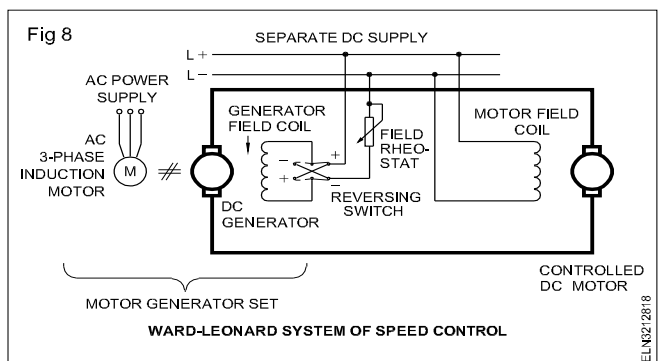 Fig 8
SEPARATE DC SUPPLY
L +
L −
AC POWER
SUPPLY
AC
3-PHASE
INDUCTION
MOTOR
M
GENERATOR
FIELD COIL
− +
+ −
FIELD
RHEO-
STAT
REVERSING
SWITCH
DC
GENERATOR
MOTOR FIELD
COIL
CONTROLLED
DC MOTOR
MOTOR GENERATOR SET
WARD-LEONARD SYSTEM OF SPEED CONTROL
ELN3212818